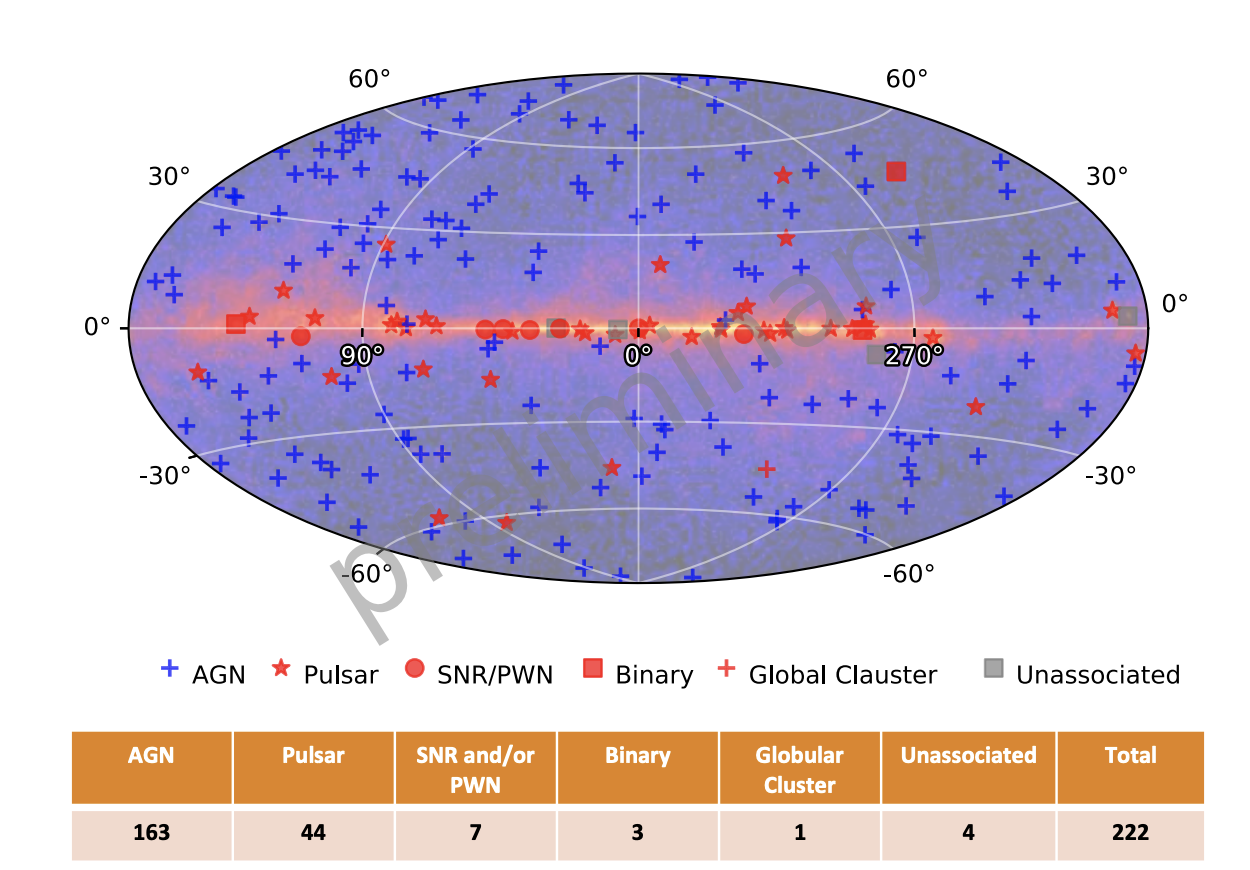 60°
60°
30°
30°
0°
0°
90°
0°
270°
-30°
-30°
-60°
-60°
preliminary
AGN
Pulsar
SNR/PWN
Binary
Global Clauster
Unassociated
AGN
Pulsar
SNR and/or
PWN
Binary
Globular
Cluster
Unassociated
Total
163
44
7
3
1
4
222